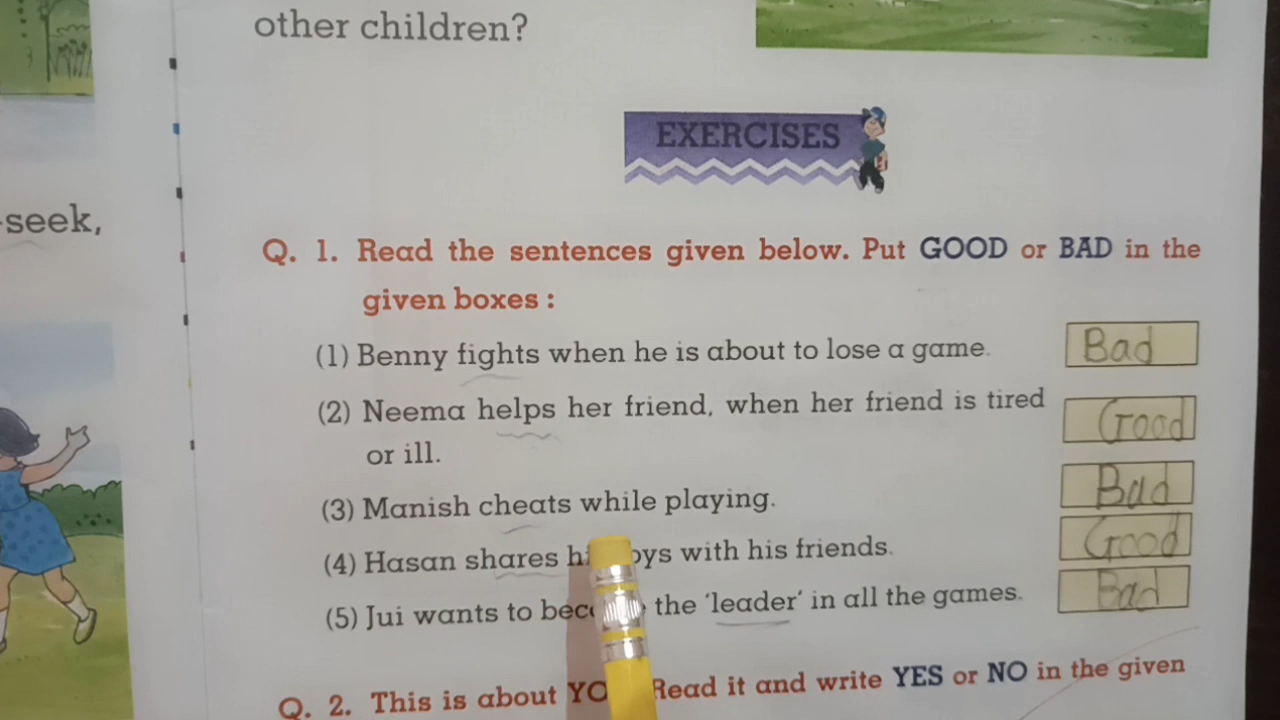 other children?
EXERCISES
-seek,
Q. 1. Read the sentences given below. Put GOOD or BAD in the
given boxes :
(1) Benny fights when he is about to lose a game. Bad
(2) Neema helps her friend, when her friend is tired
or ill. Good
(3) Manish cheats while playing. Bad
(4) Hasan shares with his friends. Good
(5) Jui wants to the 'leader' in all the games. Bad
Q. 2. This is about Read it and write YES or NO in the given